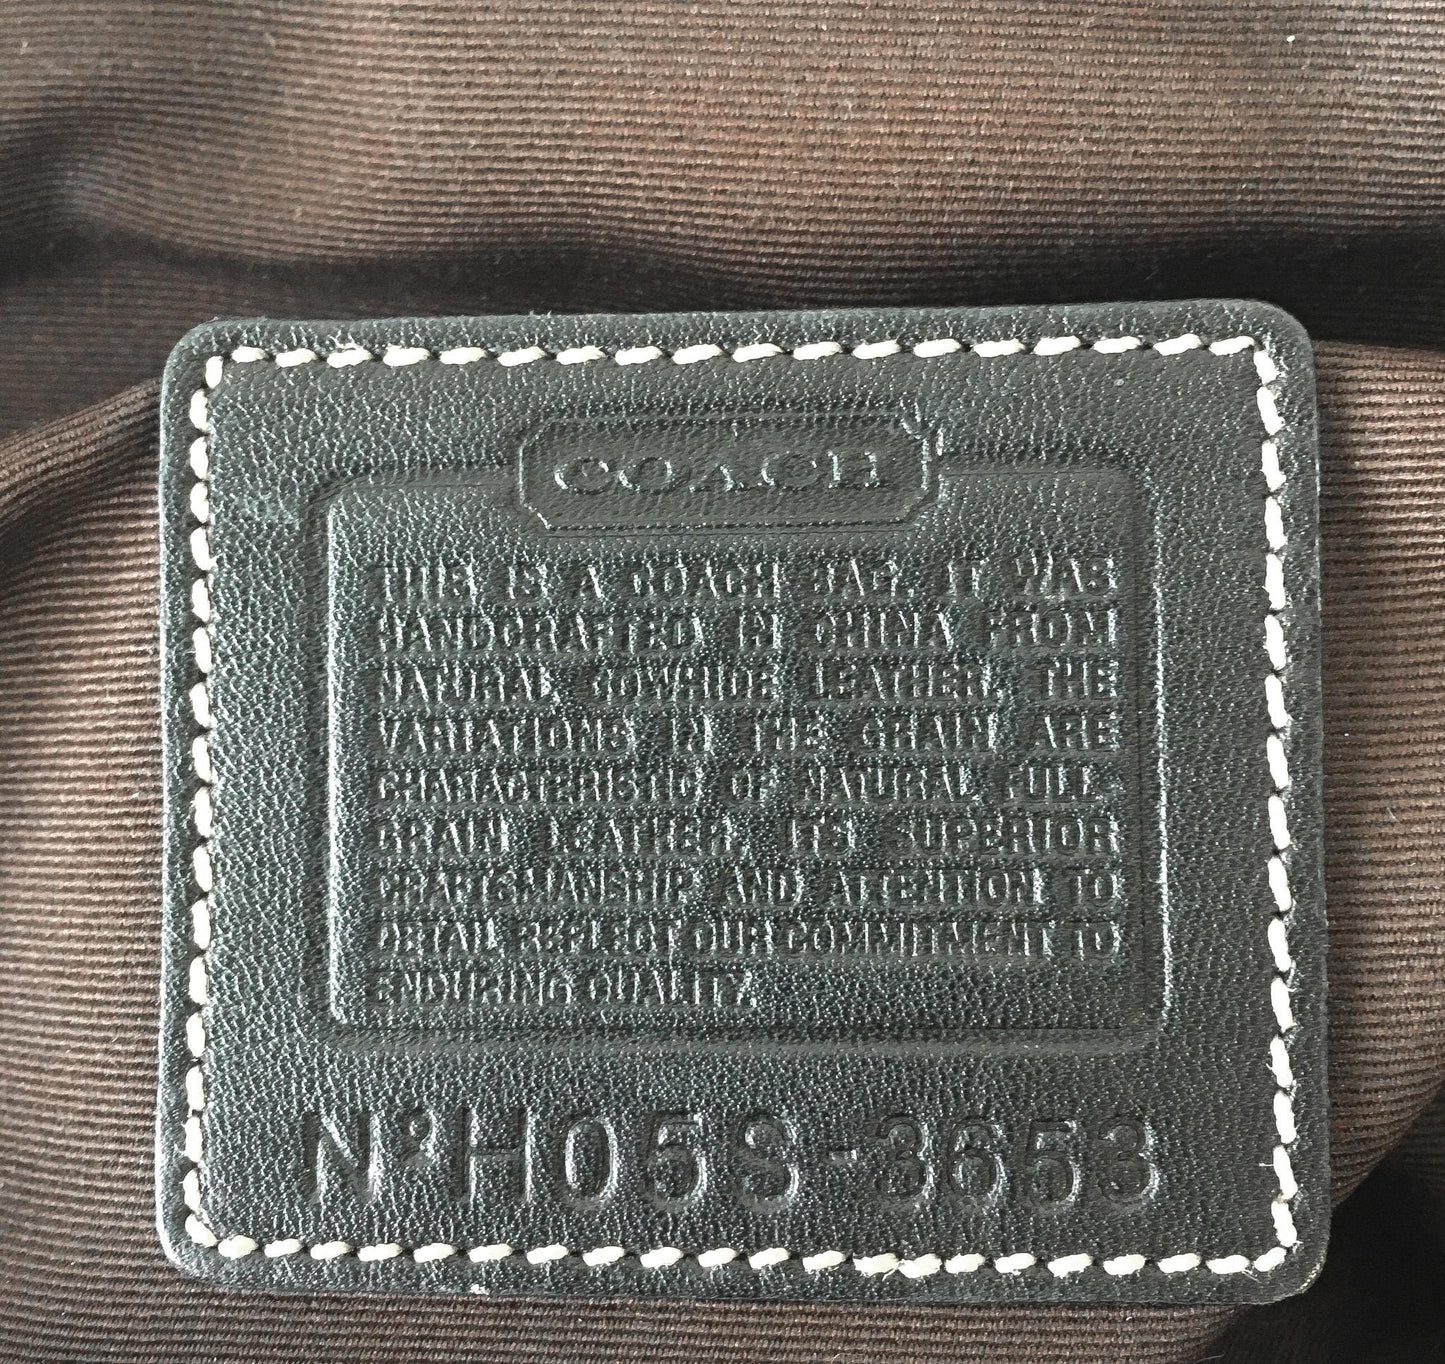 COACH
THIS IS A COACH BAG. IT WAS
HANDCRAFTED IN CHINA FROM
NATURAL COWHIDE LEATHER. THE
VARIATIONS IN THE GRAIN ARE
CHARACTERISTIC OF NATURAL FULL-
GRAIN LEATHER. ITS SUPERIOR
CRAFTSMANSHIP AND ATTENTION TO
DETAIL REFLECT OUR COMMITMENT TO
ENDURING QUALITY.
Nº H05S-3653